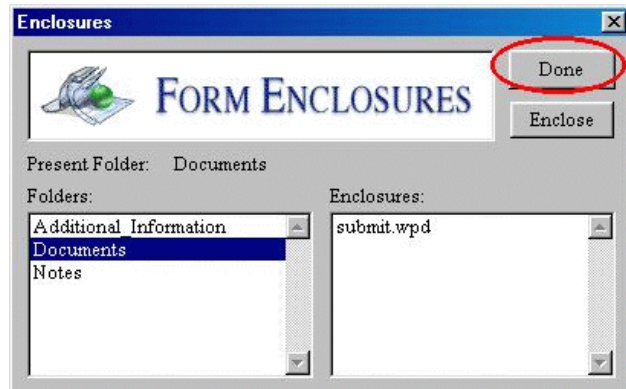 Enclosures
FORM ENCLOSURES
Done
Enclose
Present Folder: Documents
Folders:
Additional_Information
Documents
Notes
Enclosures:
submit.wpd